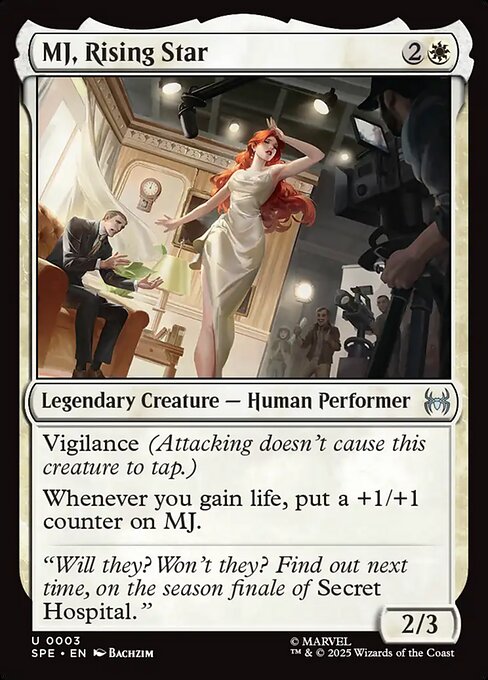 MJ, Rising Star 2
Legendary Creature — Human Performer
Vigilance (Attacking doesn't cause this
creature to tap.)
Whenever you gain life, put a +1/+1
counter on MJ.
"Will they? Won't they? Find out next
time, on the season finale of Secret
Hospital."
2/3
U 0003
SPE • EN Bachzim
© MARVEL
™ & © 2025 Wizards of the Coast